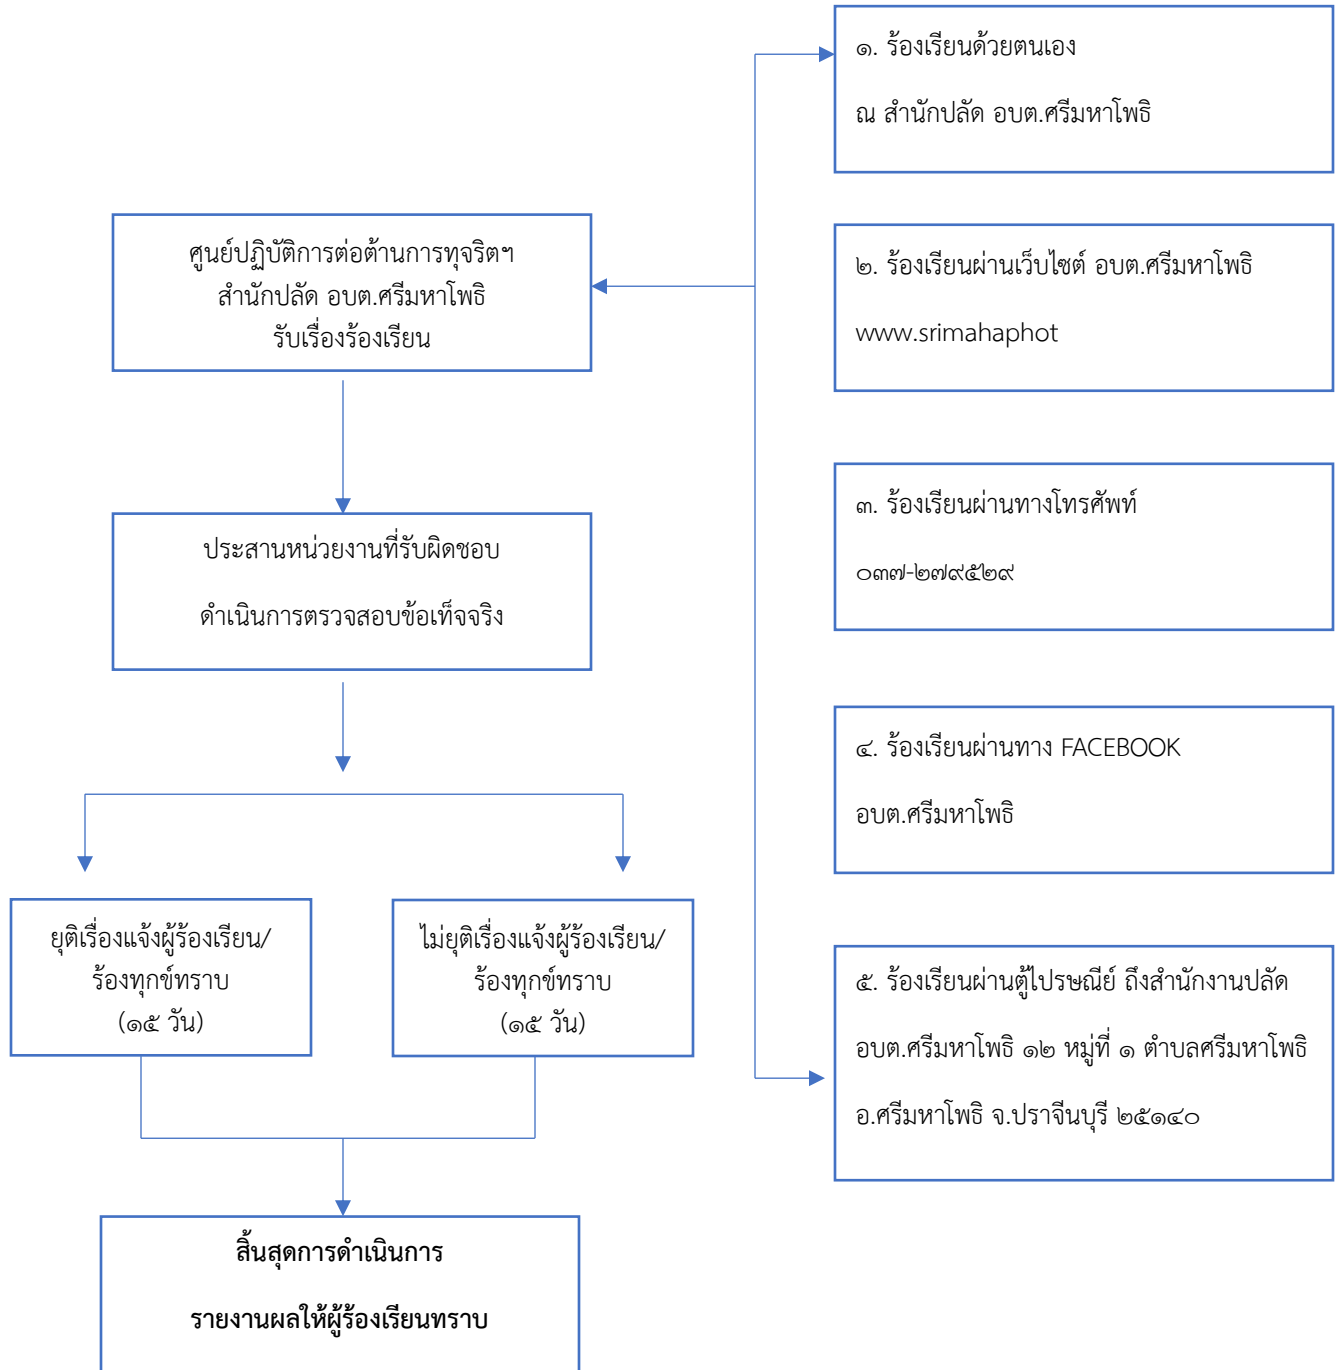 ๑. ร้องเรียนด้วยตนเอง
ณ สำนักปลัด อบต.ศรีมหาโพธิ
ศูนย์ปฏิบัติการต่อต้านการทุจริตฯ
สำนักปลัด อบต.ศรีมหาโพธิ
รับเรื่องร้องเรียน
๒. ร้องเรียนผ่านเว็บไซต์ อบต.ศรีมหาโพธิ
www.srimahaphot
๓. ร้องเรียนผ่านทางโทรศัพท์
๐๓๗-๒๗๙๕๒๙
ประสานหน่วยงานที่รับผิดชอบ
ดำเนินการตรวจสอบข้อเท็จจริง
๔. ร้องเรียนผ่านทาง FACEBOOK
อบต.ศรีมหาโพธิ
ยุติเรื่องแจ้งผู้ร้องเรียน/
ร้องทุกข์ทราบ
(๑๕ วัน)
ไม่ยุติเรื่องแจ้งผู้ร้องเรียน/
ร้องทุกข์ทราบ
(๑๕ วัน)
๕. ร้องเรียนผ่านตู้ไปรษณีย์ ถึงสำนักงานปลัด
อบต.ศรีมหาโพธิ ๑๒ หมู่ที่ ๑ ตำบลศรีมหาโพธิ
อ.ศรีมหาโพธิ จ.ปราจีนบุรี ๒๕๑๔๐
สิ้นสุดการดำเนินการ
รายงานผลให้ผู้ร้องเรียนทราบ